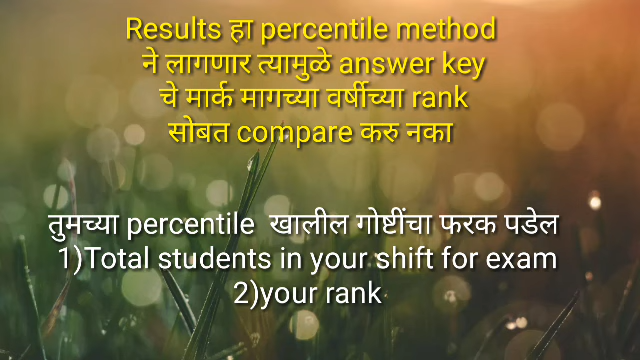 Results हा percentile method
ने लागणार त्यामुळे answer key
चे मार्क मागच्या वर्षीच्या rank
सोबत compare करु नका
तुमच्या percentile खालील गोष्टींचा फरक पडेल
1)Total students in your shift for exam
2)your rank